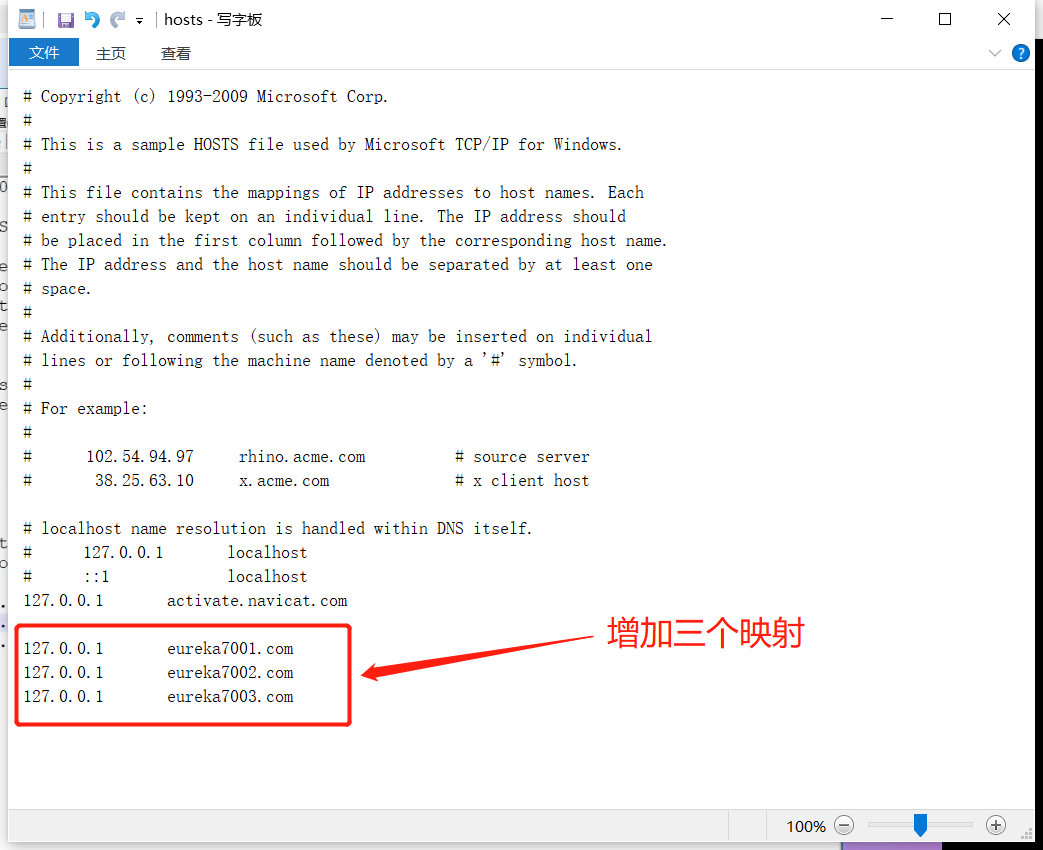 hosts - 写字板
文件 主页 查看
# Copyright (c) 1993-2009 Microsoft Corp.
#
# This is a sample HOSTS file used by Microsoft TCP/IP for Windows.
#
# This file contains the mappings of IP addresses to host names. Each
# entry should be kept on an individual line. The IP address should
# be placed in the first column followed by the corresponding host name.
# The IP address and the host name should be separated by at least one
# space.
#
# Additionally, comments (such as these) may be inserted on individual
# lines or following the machine name denoted by a '#' symbol.
#
# For example:
#
# 102.54.94.97 rhino.acme.com # source server
# 38.25.63.10 x.acme.com # x client host
# localhost name resolution is handled within DNS itself.
# 127.0.0.1 localhost
# ::1 localhost
127.0.0.1 activate.navicat.com
127.0.0.1 eureka7001.com
127.0.0.1 eureka7002.com
127.0.0.1 eureka7003.com
增加三个映射
100%